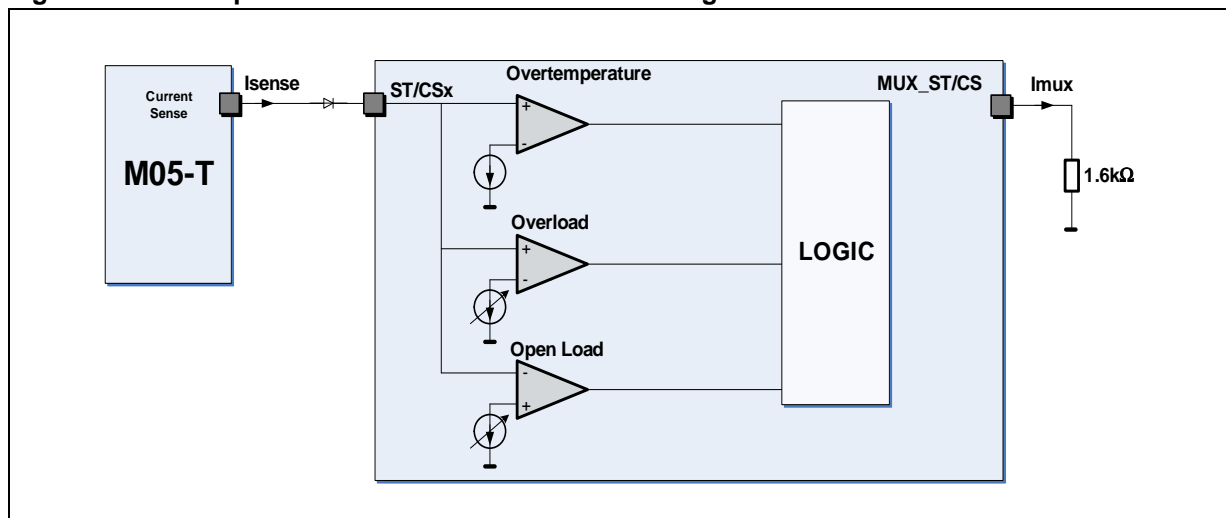 Overtemperature
Isense
ST/CSx
MUX_ST/CS
Imux
Current
Sense
M05-T
+
-
1.6kΩ
Overload
+
-
LOGIC
Open Load
-
+